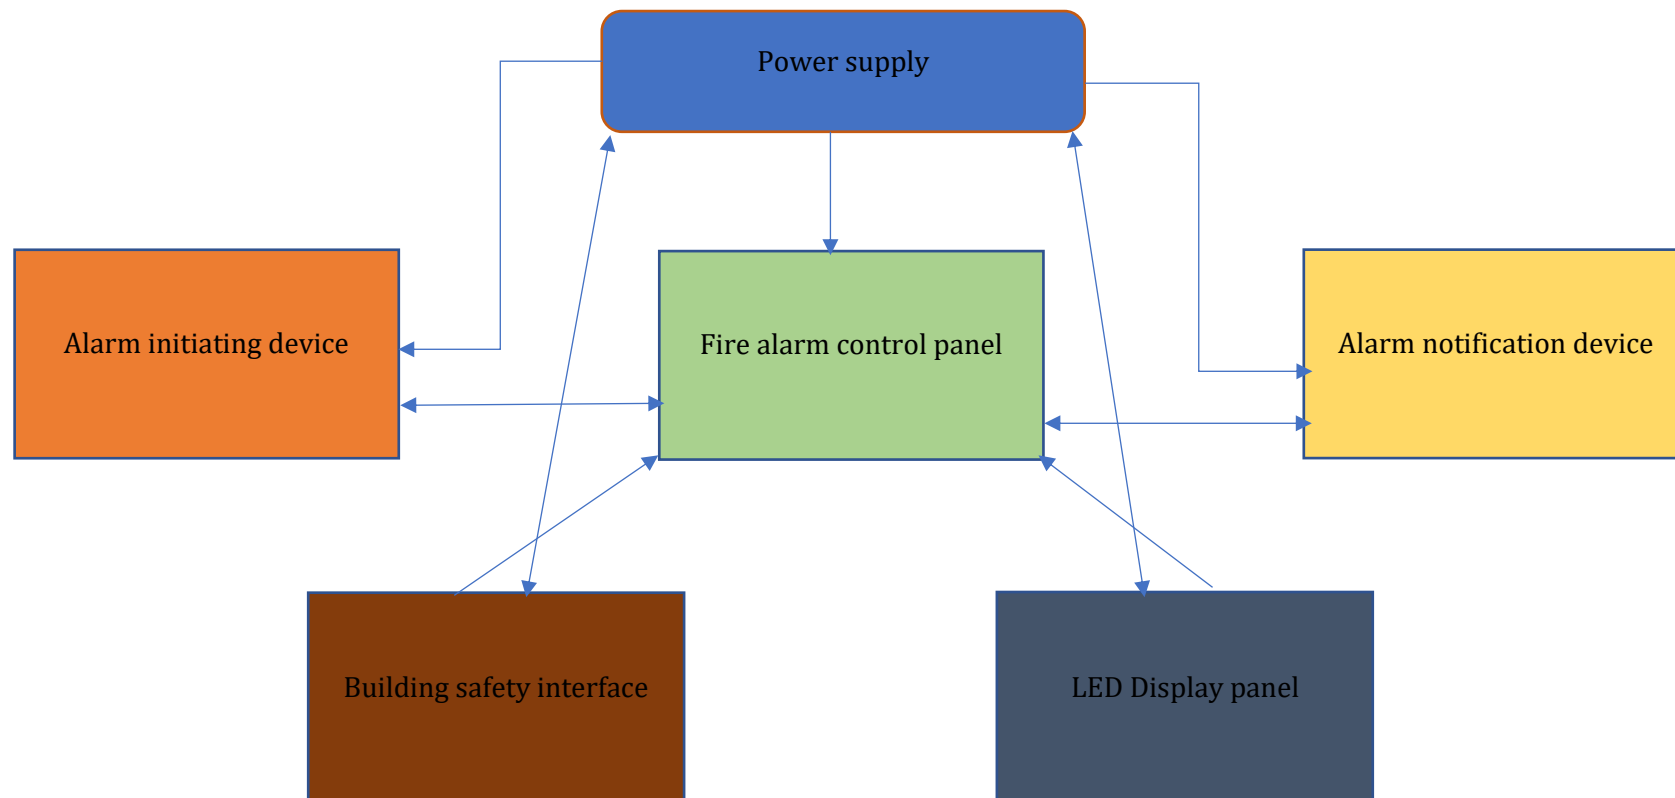 Power supply
Alarm initiating device
Fire alarm control panel
Alarm notification device
Building safety interface
LED Display panel